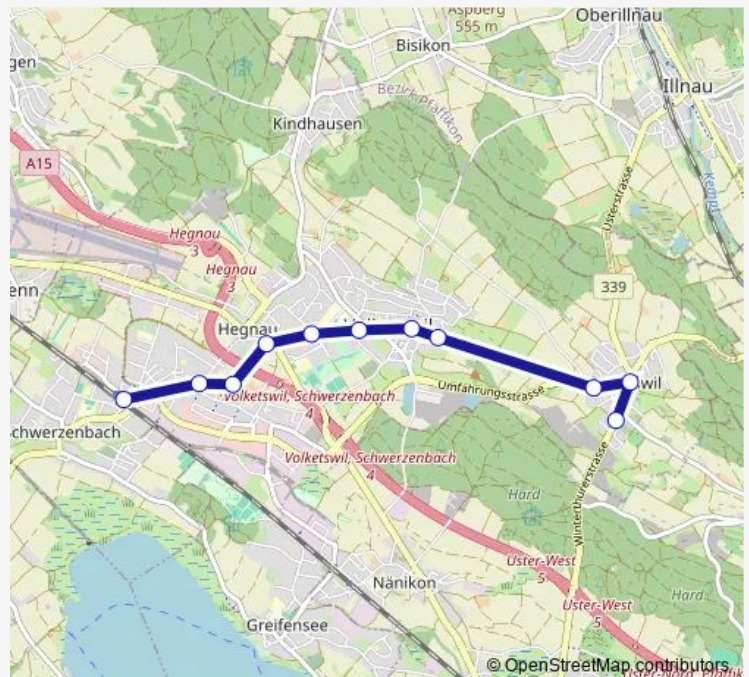 Aspberg
555 m
Oberillnau
Bisikon
gen
Illnau
Bezirk Pfäffikon
Kindhausen
A15
Kempt
Usterstrasse
Hegnau
3
Hegnau
3
339
enn
Hegnau
wil
Umfahrungsstrasse
Volketswil, Schwerzenbach
4
chwerzenbach
Volketswil, Schwerzenbach
4
Winterthurerstrasse
Hard
Uster-West
5
Nänikon
Hard
Uster-West
5
Greifensee
© OpenStreetMap contributors